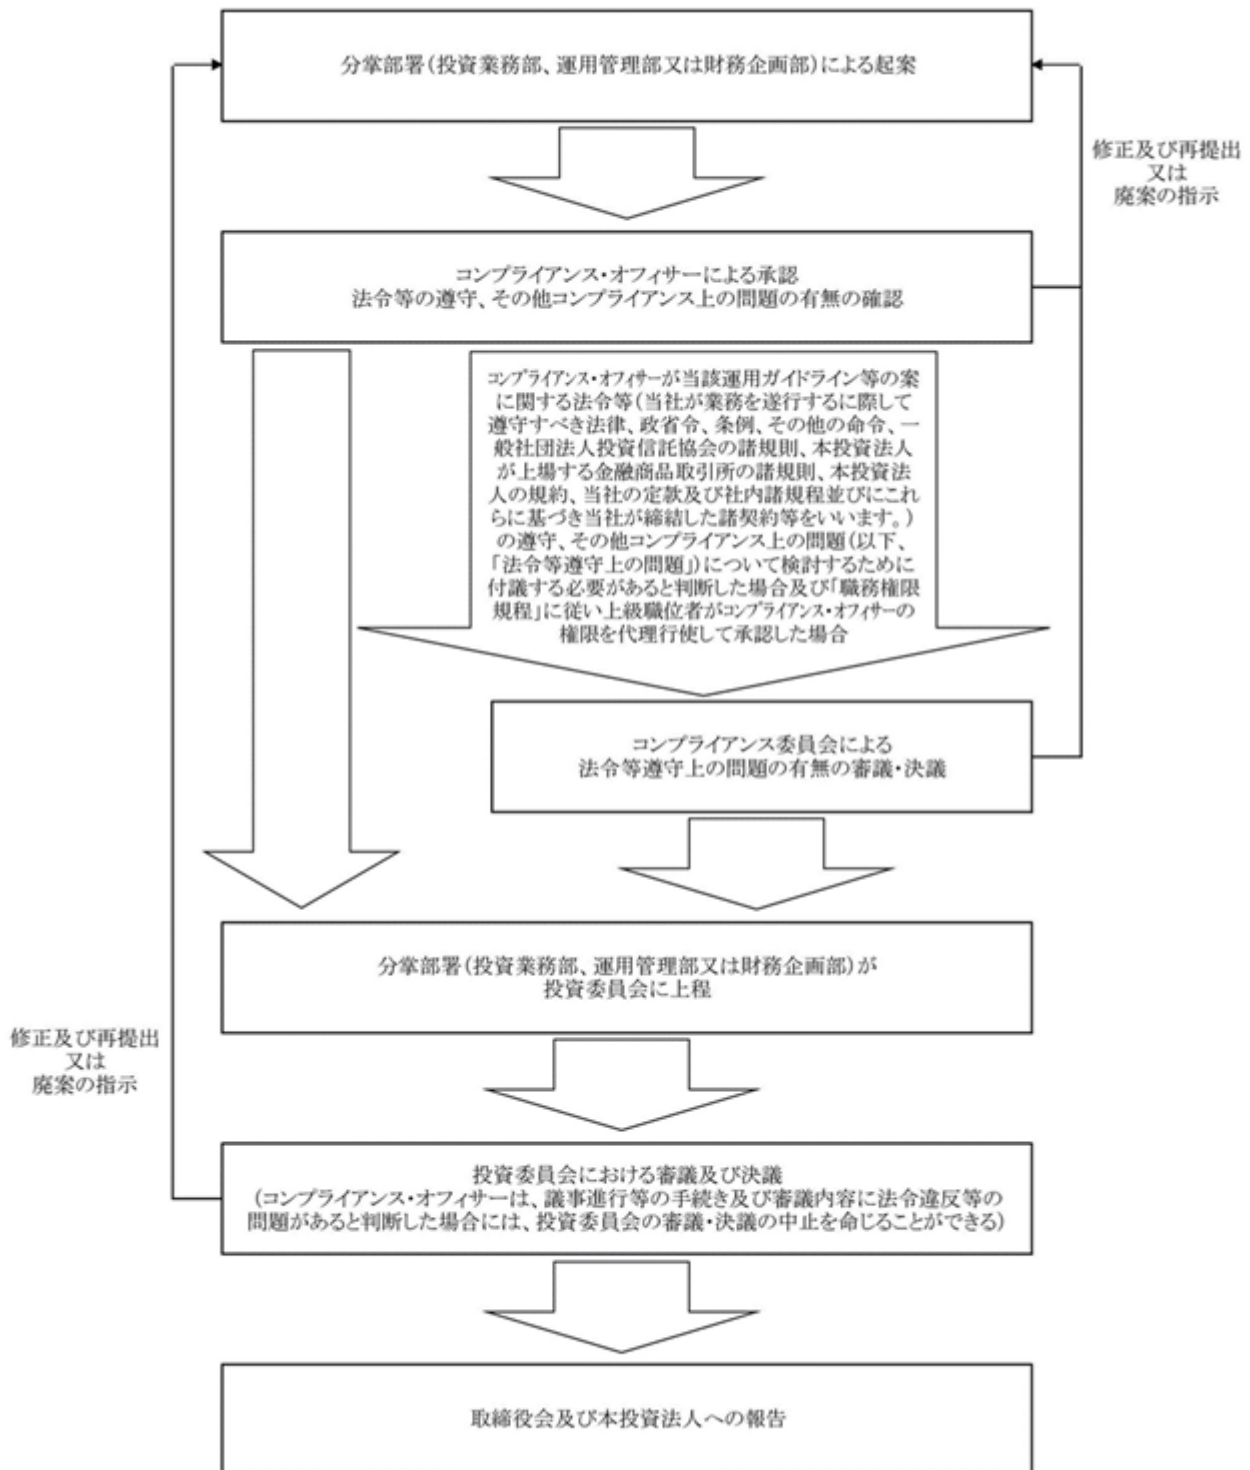 分掌部署(投資業務部、運用管理部又は財務企画部)による起案
修正及び再提出
又は
廃案の指示
コンプライアンス・オフィサーによる承認
法令等の遵守、その他コンプライアンス上の問題の有無の確認
コンプライアンス・オフィサーが当該運用ガイドライン等の案
に関する法令等(当社が業務を遂行するに際して
遵守すべき法律、政省令、条例、その他の命令、一
般社団法人投資信託協会の諸規則、本投資法人
が上場する金融商品取引所の諸規則、本投資法
人の規約、当社の定款及び社内諸規程並びにこれ
らに基づき当社が締結した諸契約等をいいます。)
の遵守、その他コンプライアンス上の問題(以下、
「法令等遵守上の問題」)について検討するために
付議する必要があると判断した場合及び「職務権限
規程」に従い上級職位者がコンプライアンス・オフィサーの
権限を代理行使して承認した場合
コンプライアンス委員会による
法令等遵守上の問題の有無の審議・決議
分掌部署(投資業務部、運用管理部又は財務企画部)が
投資委員会に上程
修正及び再提出
又は
廃案の指示
投資委員会における審議及び決議
(コンプライアンス・オフィサーは、議事進行等の手続き及び審議内容に法令違反等の
問題があると判断した場合には、投資委員会の審議・決議の中止を命じることができる)
取締役会及び本投資法人への報告